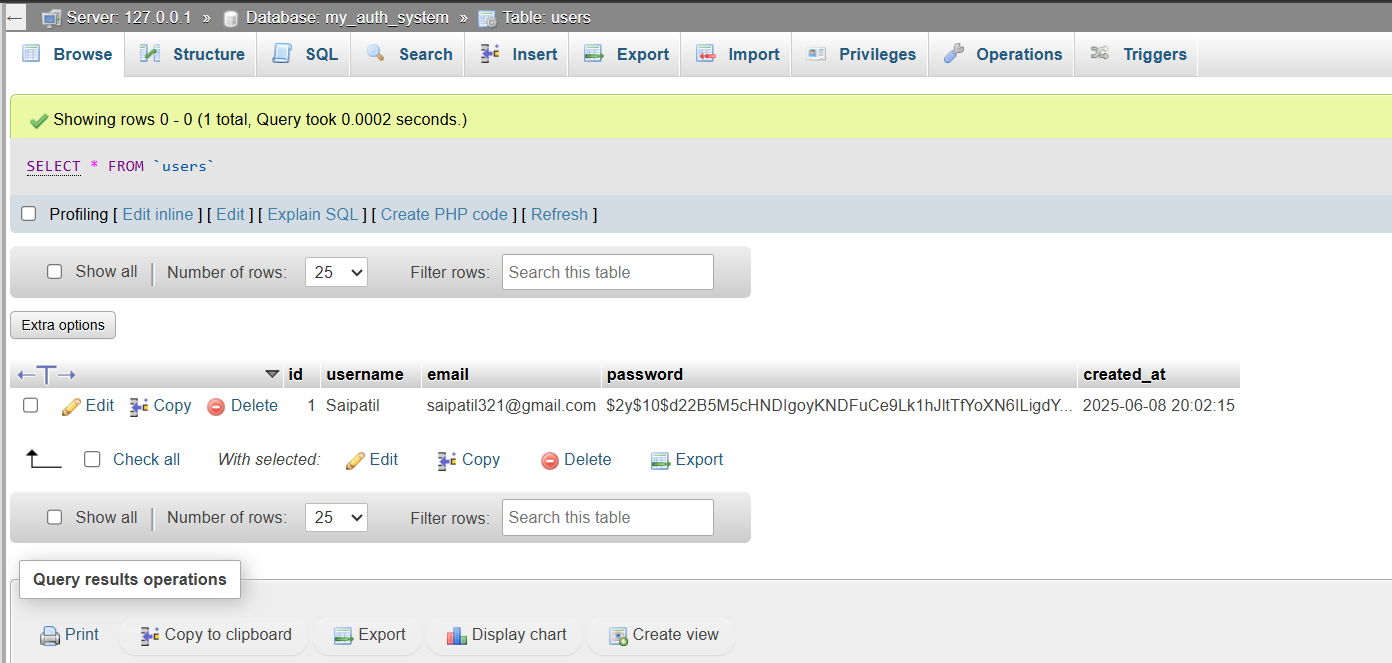 Server: 127.0.0.1 » Database: my_auth_system » Table: users
Browse Structure SQL Search Insert Export Import Privileges Operations Triggers
Showing rows 0 - 0 (1 total, Query took 0.0002 seconds.)
SELECT * FROM `users`
Profiling [ Edit inline ] [ Edit ] [ Explain SQL ] [ Create PHP code ] [ Refresh ]
Show all Number of rows: 25 Filter rows: Search this table
Extra options
←T→ id username email password created_at
Edit Copy Delete 1 Saipatil saipatil321@gmail.com $2y$10$d22B5M5cHNDIgoyKNDFuCe9Lk1hJltTfYoXN6ILigdY... 2025-06-08 20:02:15
Check all With selected: Edit Copy Delete Export
Show all Number of rows: 25 Filter rows: Search this table
Query results operations
Print Copy to clipboard Export Display chart Create view